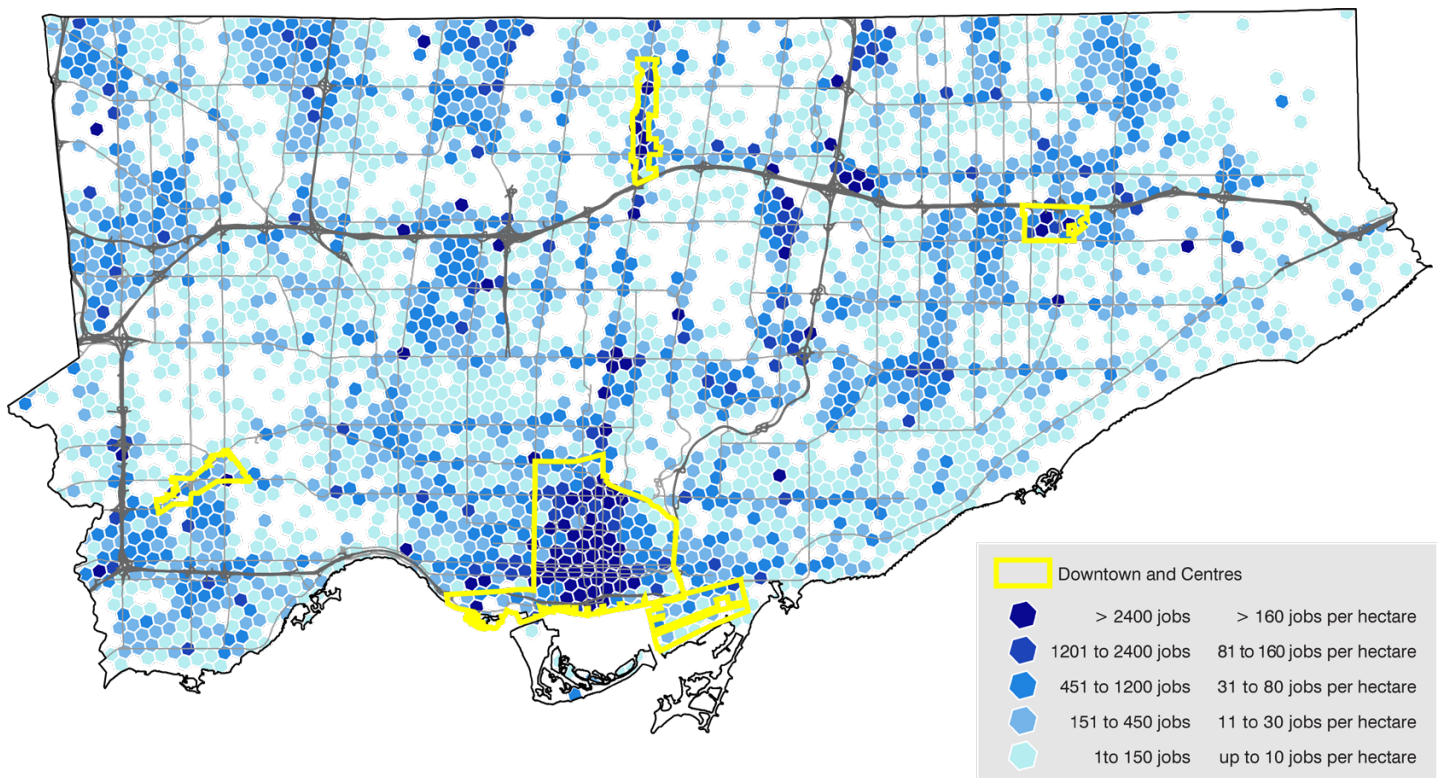 Downtown and Centres
> 2400 jobs > 160 jobs per hectare
1201 to 2400 jobs 81 to 160 jobs per hectare
451 to 1200 jobs 31 to 80 jobs per hectare
151 to 450 jobs 11 to 30 jobs per hectare
1to 150 jobs up to 10 jobs per hectare